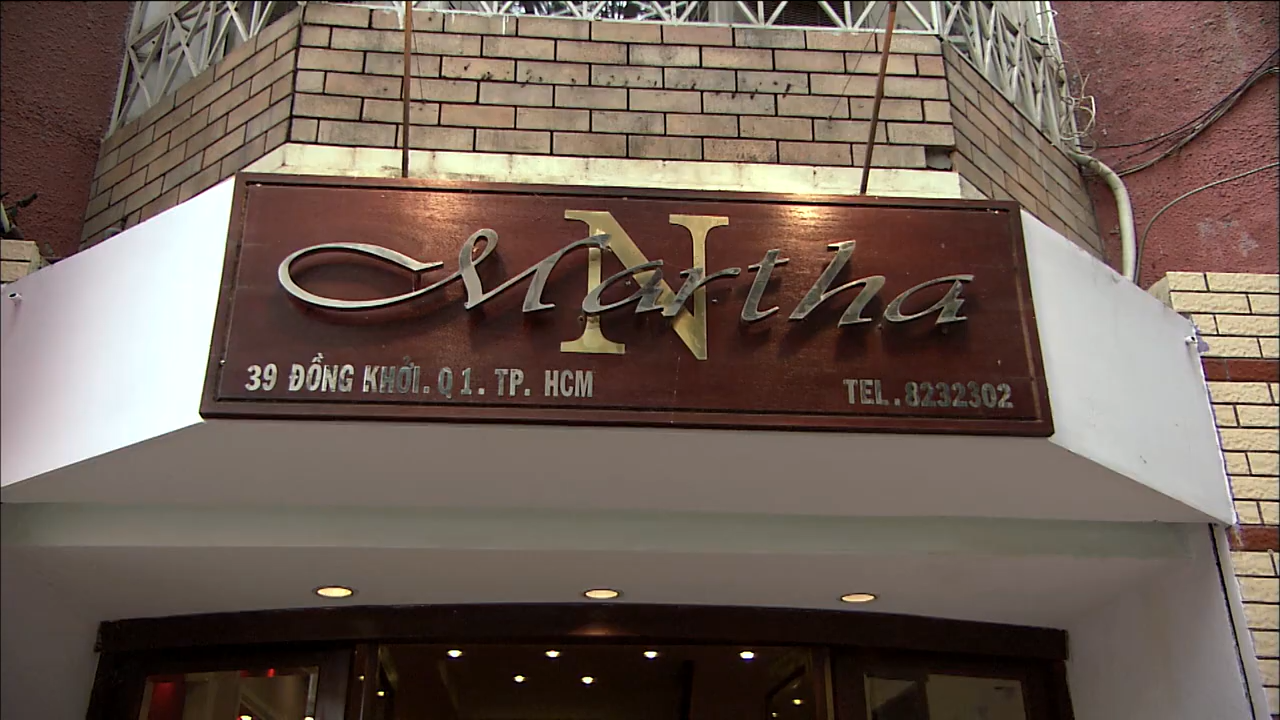 N
Martha
39 ĐỒNG KHỞI. Q 1. TP. HCM
TEL. 8232302